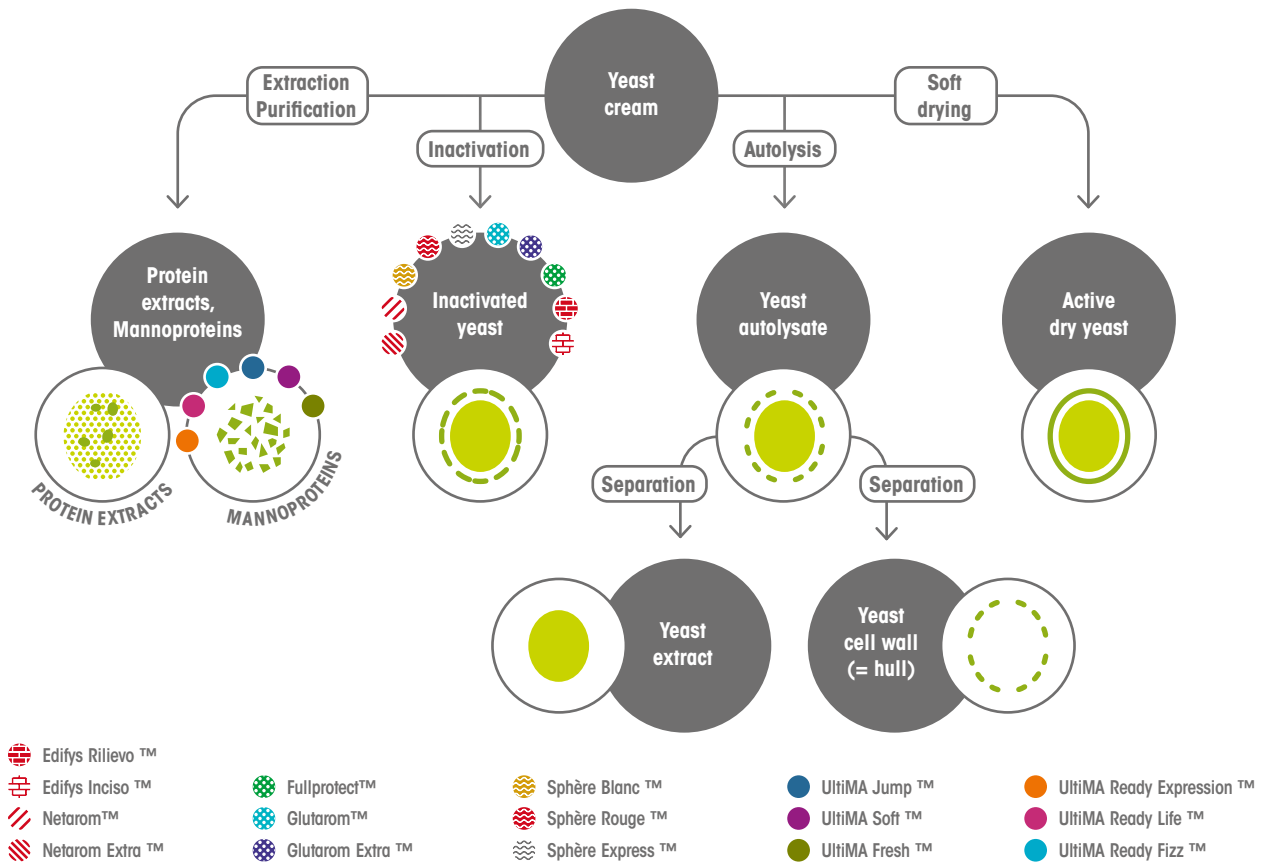 Yeast
cream
Extraction
Purification
Soft
drying
Inactivation
Autolysis
Protein
extracts,
Mannoproteins
Inactivated
yeast
Yeast
autolysate
Active
dry yeast
PROTEIN EXTRACTS
MANNOPROTEINS
Separation
Separation
Yeast
extract
Yeast
cell wall
(= hull)
Edifys Rilievo ™
Edifys Inciso ™
Netarom™
Netarom Extra ™
Fullprotect™
Glutarom™
Glutarom Extra ™
Sphère Blanc ™
Sphère Rouge ™
Sphère Express ™
UltiMA Jump ™
UltiMA Soft ™
UltiMA Fresh ™
UltiMA Ready Expression ™
UltiMA Ready Life ™
UltiMA Ready Fizz ™